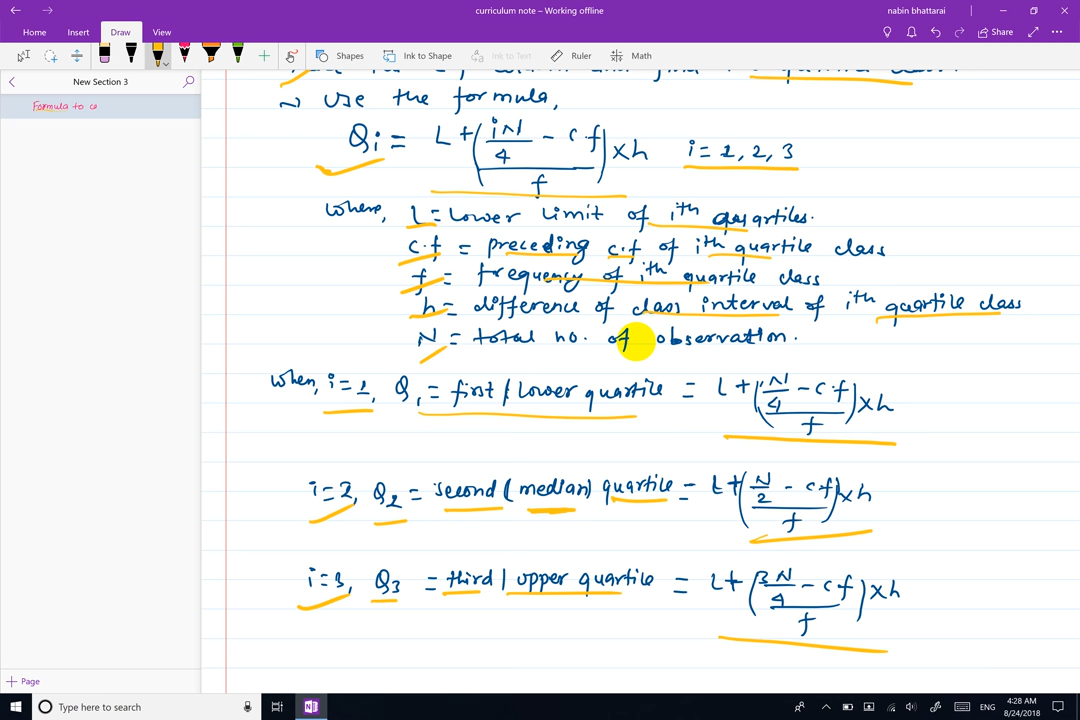 curriculum note – Working offline
nabin bhattarai
Home Insert Draw View
Share
Shapes Ink to Shape Ink to Text Ruler Math
New Section 3
Formula to c
quartile class
~ Use the formula,
Qi = L + ((iN/4 - c.f)/f) × h i = 1, 2, 3
where, L = Lower limit of ith quartiles.
c.f = preceding c.f of ith quartile class
f = frequency of ith quartile class
h = difference of class interval of ith quartile class
N = total no. of observation.
when, i = 1, Q1 = first / lower quartile = L + ((N/4 - c.f)/f) × h
i = 2, Q2 = second (median) quartile = L + ((N/2 - c.f)/f) × h
i = 3, Q3 = third / upper quartile = L + ((3N/4 - c.f)/f) × h
+ Page
Type here to search
ENG
4:28 AM
8/24/2018